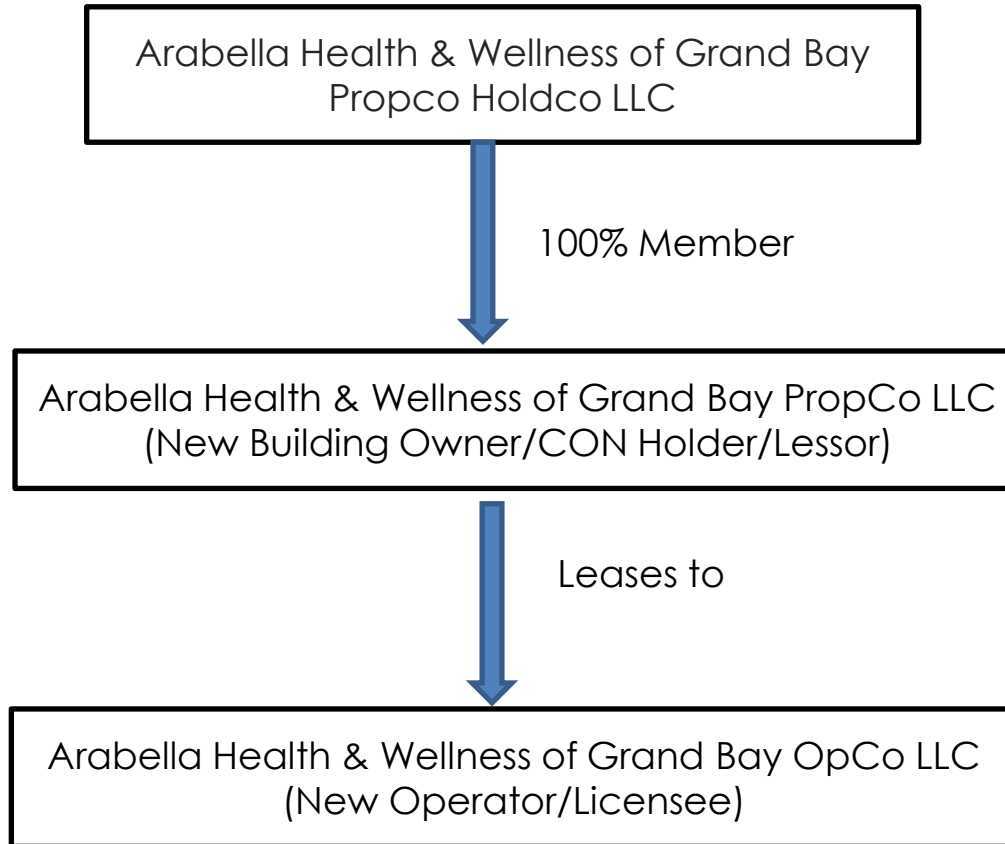 Arabella Health & Wellness of Grand Bay
Propco Holdco LLC
100% Member
Arabella Health & Wellness of Grand Bay PropCo LLC
(New Building Owner/CON Holder/Lessor)
Leases to
Arabella Health & Wellness of Grand Bay OpCo LLC
(New Operator/Licensee)